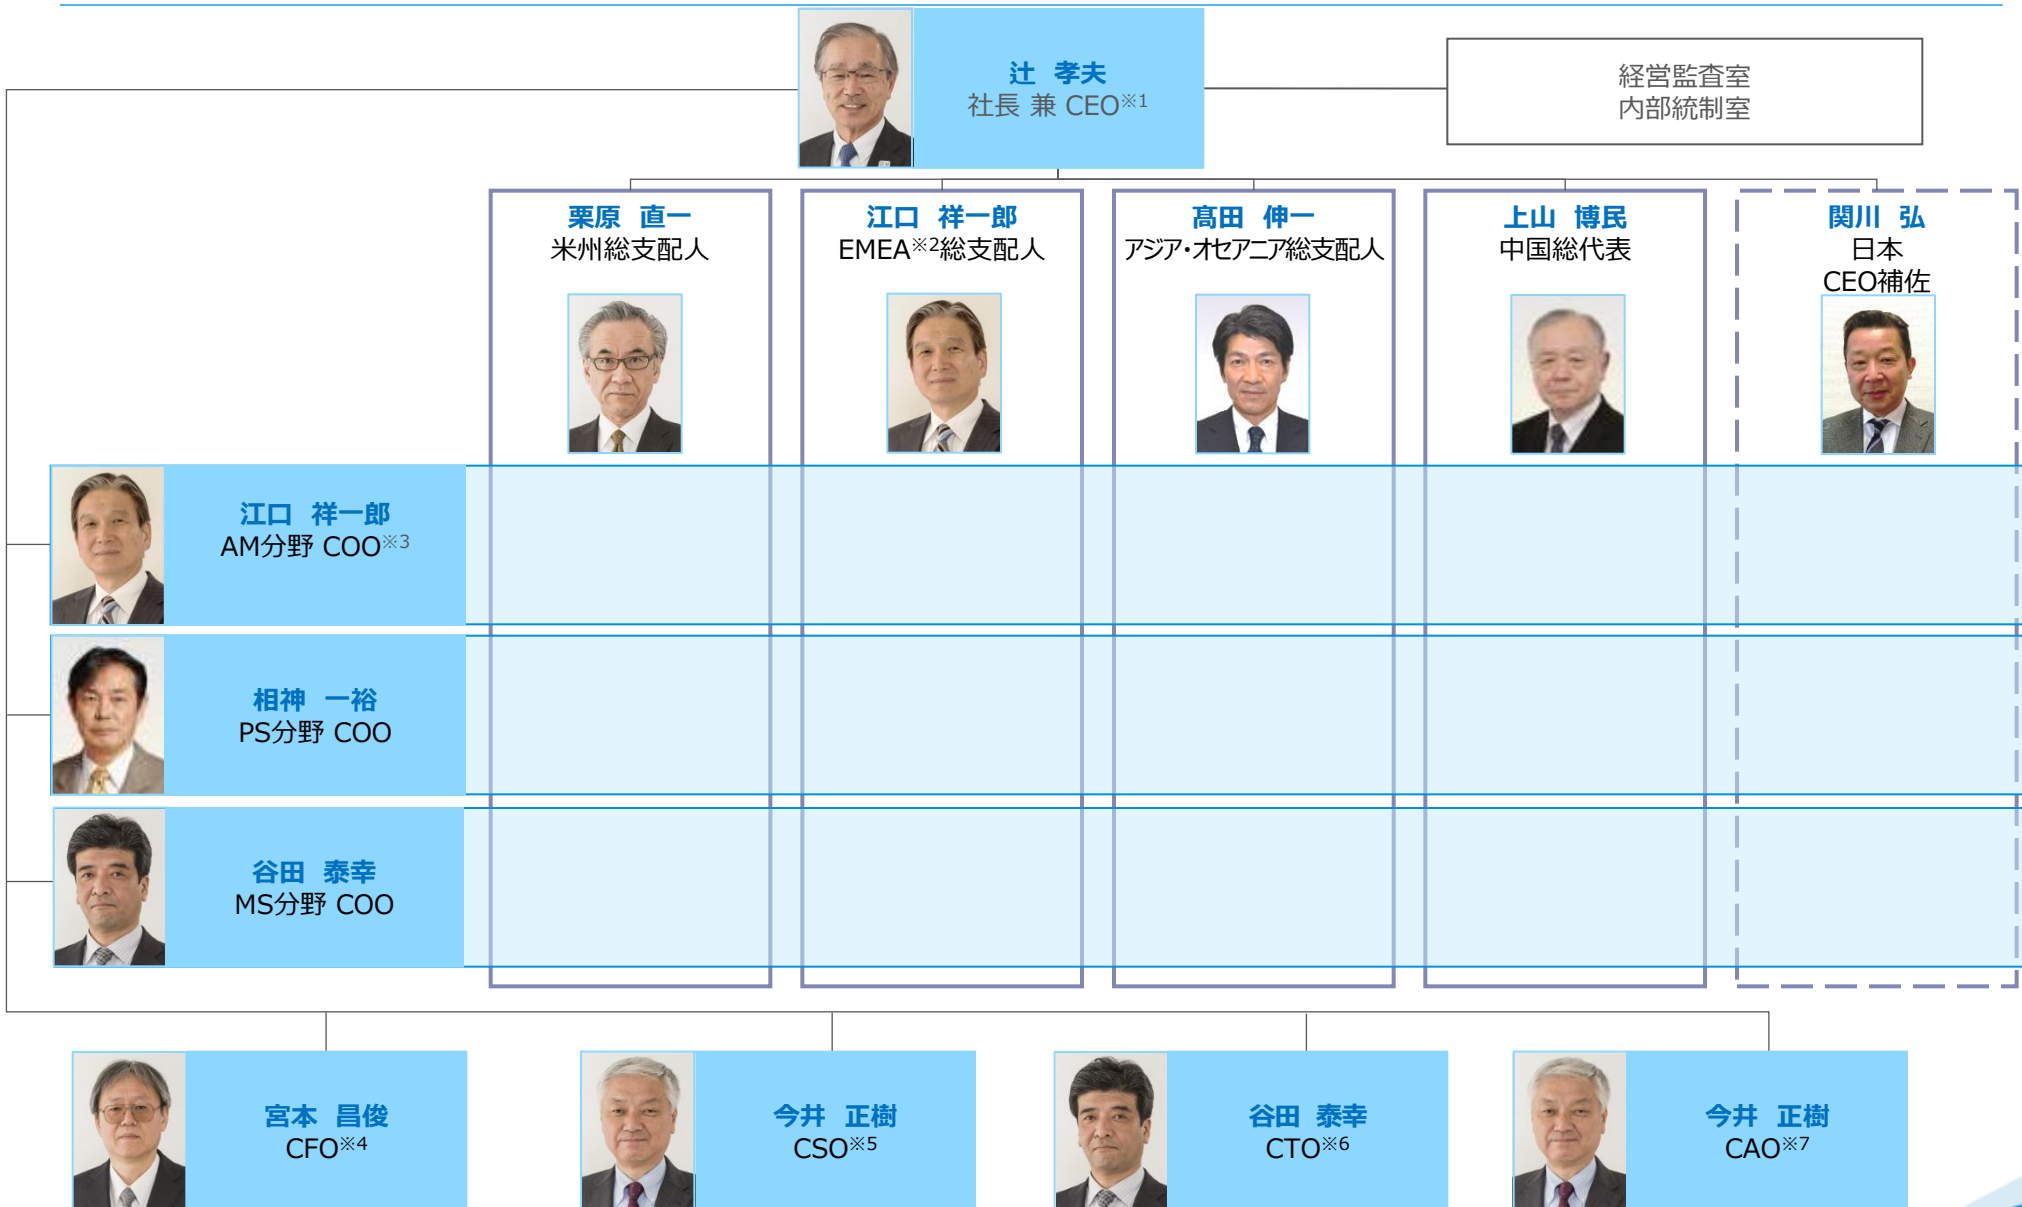 辻 孝夫
社長 兼 CEO※1
経営監査室
内部統制室
栗原 直一
米州総支配人
江口 祥一郎
EMEA※2総支配人
髙田 伸一
アジア・オセアニア総支配人
上山 博民
中国総代表
関川 弘
日本
CEO補佐
江口 祥一郎
AM分野 COO※3
相神 一裕
PS分野 COO
谷田 泰幸
MS分野 COO
宮本 昌俊
CFO※4
今井 正樹
CSO※5
谷田 泰幸
CTO※6
今井 正樹
CAO※7